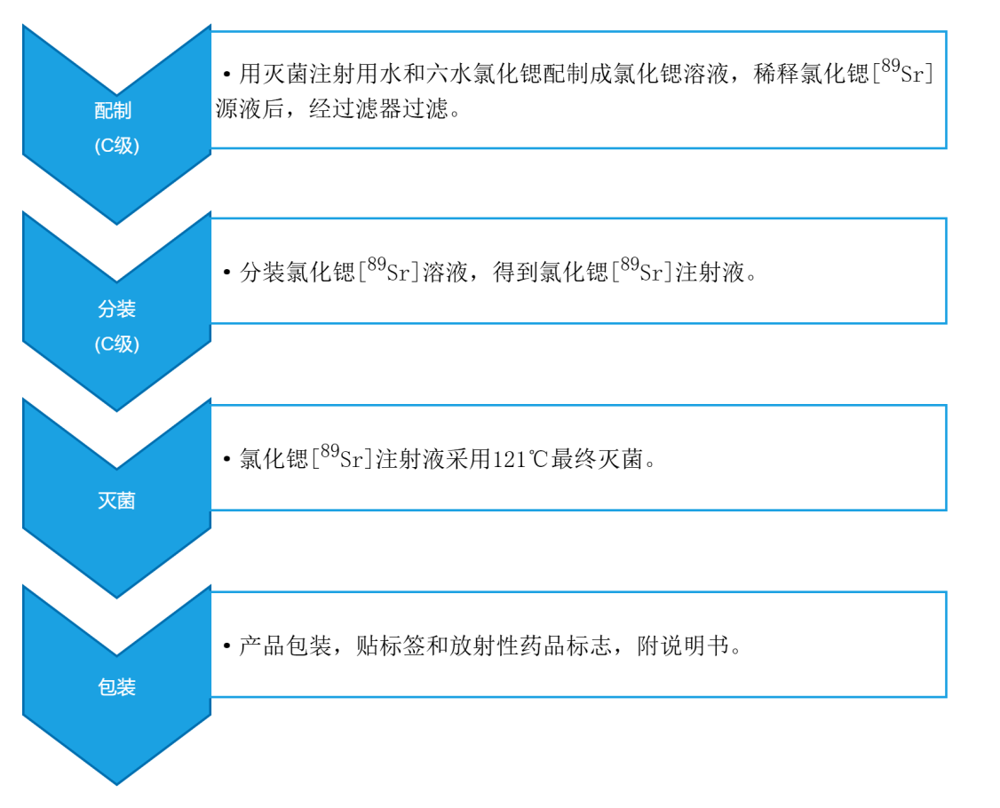 配制
(C级)
•用灭菌注射用水和六水氯化锶配制成氯化锶溶液，稀释氯化锶[⁸⁹Sr]
源液后，经过滤器过滤。
分装
(C级)
•分装氯化锶[⁸⁹Sr]溶液，得到氯化锶[⁸⁹Sr]注射液。
灭菌
•氯化锶[⁸⁹Sr]注射液采用121℃最终灭菌。
包装
•产品包装，贴标签和放射性药品标志，附说明书。